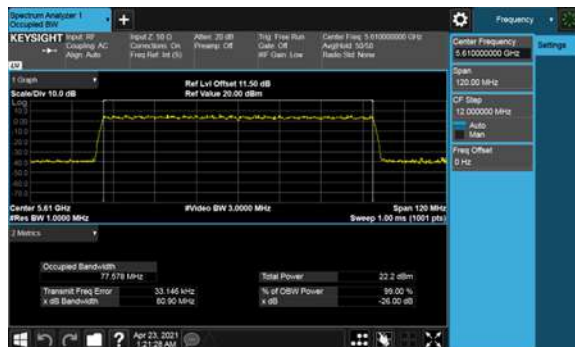 Spectrum Analyzer 1
Occupied BW
Frequency
KEYSIGHT Input: RF
Coupling: AC
Align: Auto
Input Z: 50 Ω
Corrections: On
Freq Ref: Int (S)
Atten: 20 dB
Preamp: Off
Trig: Free Run
Gate: Off
#IF Gain: Low
Center Freq: 5.610000000 GHz
Avg|Hold: 50/50
Radio Std: None
Center Frequency
5.610000000 GHz
Settings
Span
120.00 MHz
CF Step
12.000000 MHz
Auto
Man
Freq Offset
0 Hz
1 Graph
Scale/Div 10.0 dB
Ref Lvl Offset 11.50 dB
Ref Value 20.00 dBm
Log
10.0
0.00
Center 5.61 GHz
#Res BW 1.0000 MHz
#Video BW 3.0000 MHz
Span 120 MHz
Sweep 1.00 ms (1001 pts)
2 Metrics
Occupied Bandwidth
77.578 MHz
Total Power 22.2 dBm
Transmit Freq Error 33.146 kHz
% of OBW Power 99.00 %
x dB Bandwidth 80.90 MHz
x dB -26.00 dB
Apr 23, 2021
1:21:28 AM